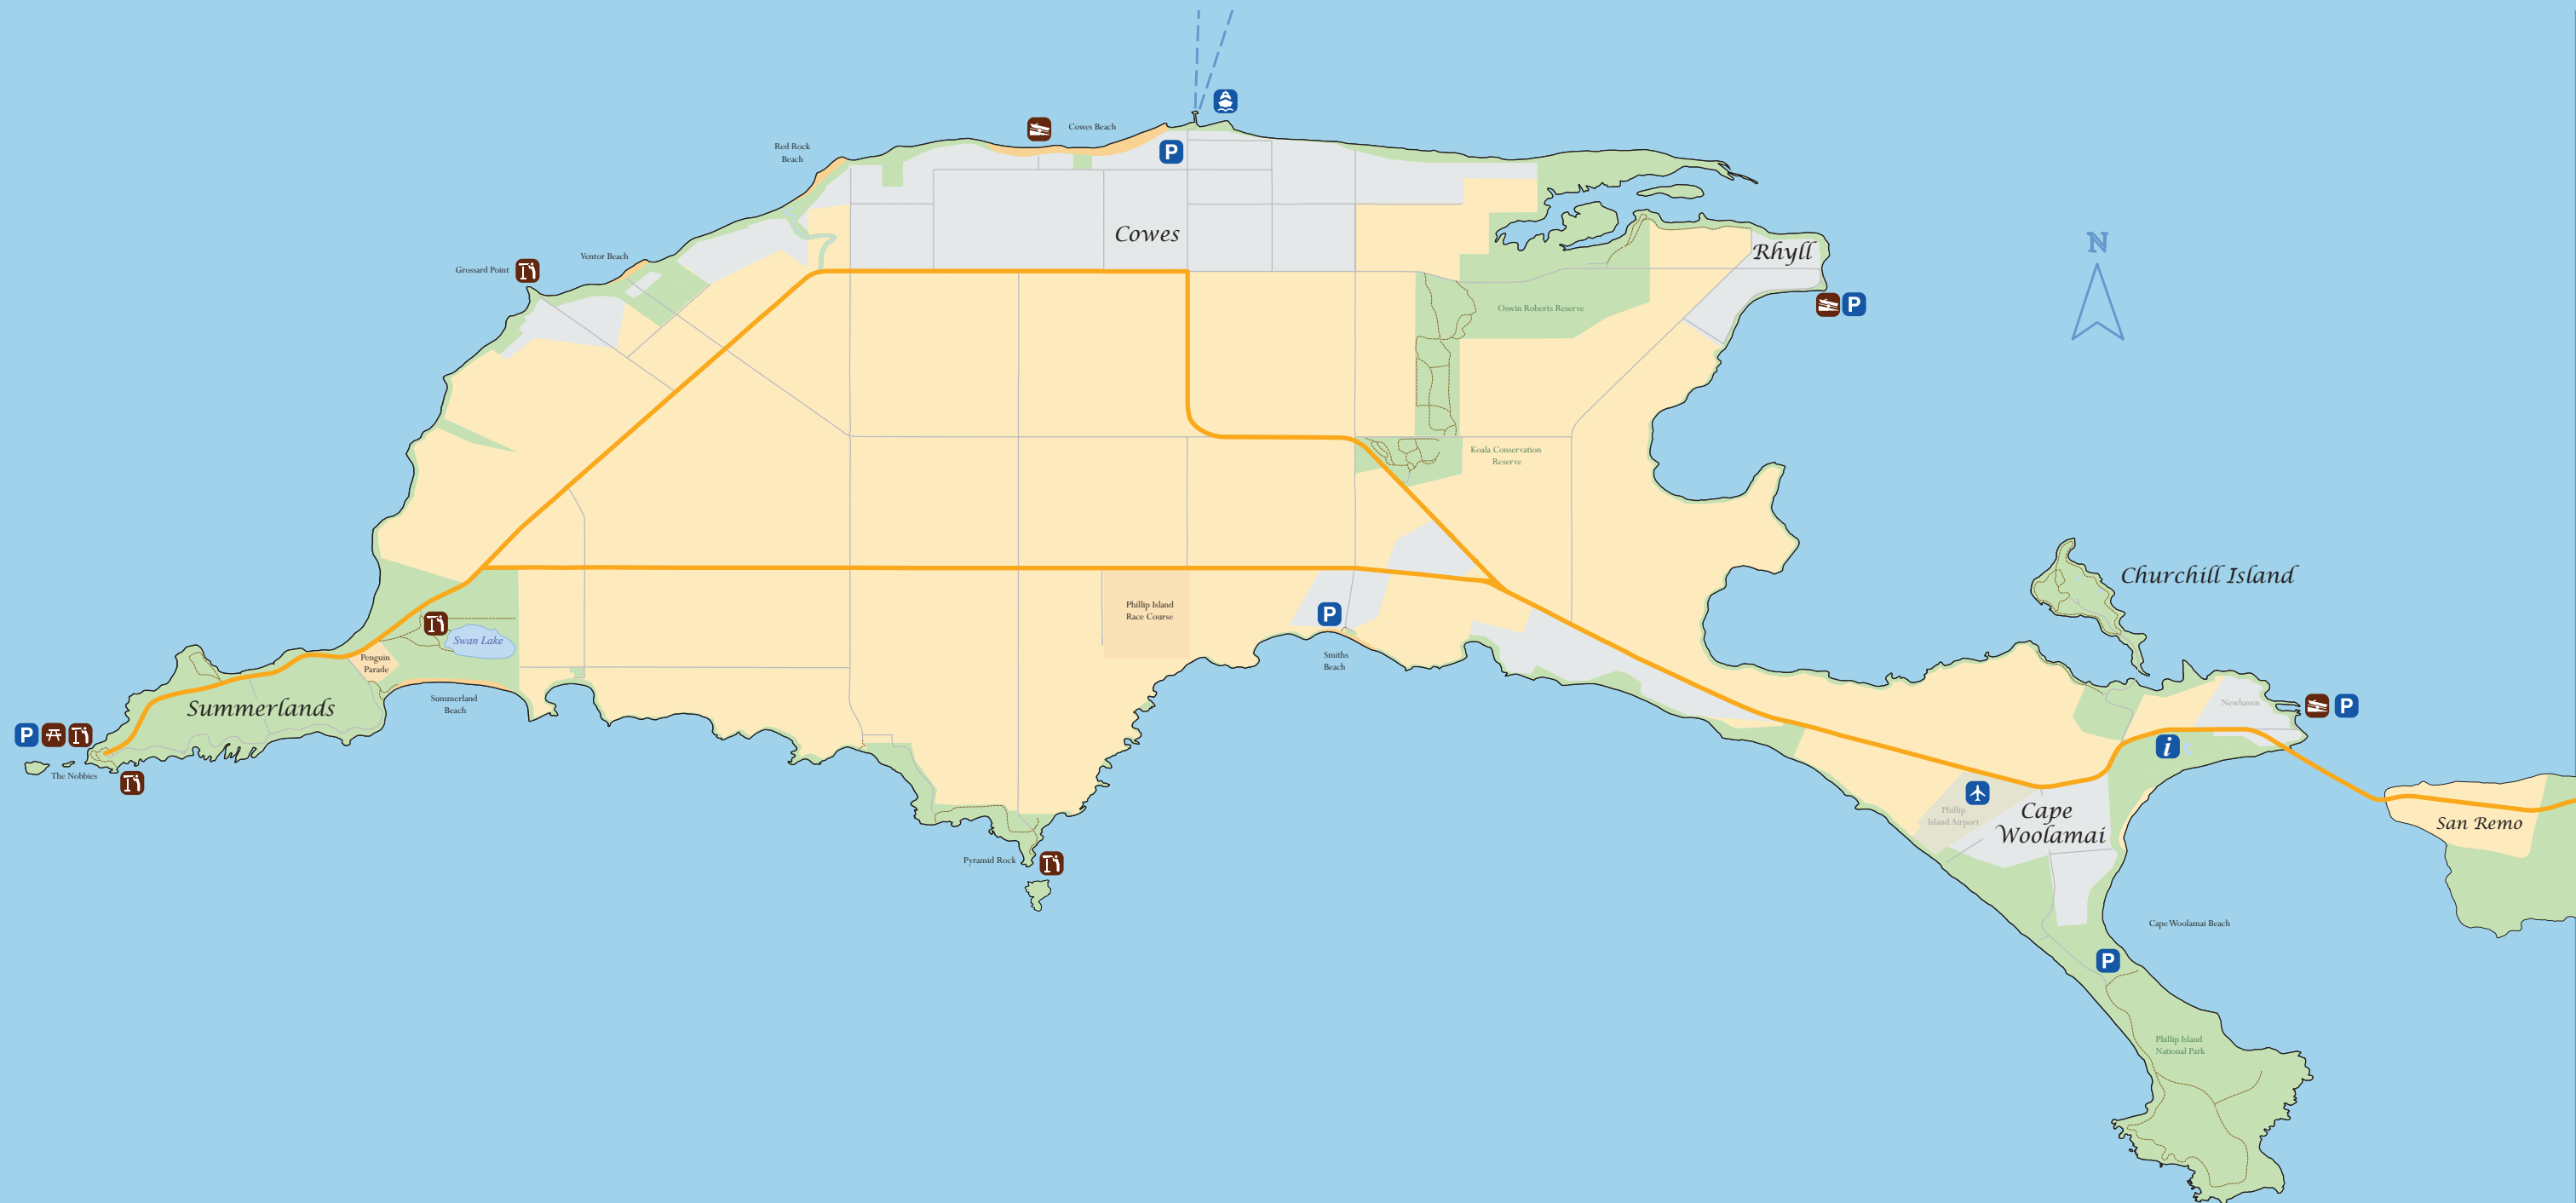 Cowes Beach
Red Rock
Beach
P
Cowes
N
Rhyll
Ventor Beach
Grossard Point
P
Oswin Roberts Reserve
Koala Conservation
Reserve
Churchill Island
Phillip Island
Race Course
P
Swan Lake
Penguin
Parade
Smiths
Beach
Summerlands
Summerland
Beach
Newhaven
P
P
i
The Nobbies
Phillip
Island Airport
Cape
Woolamai
San Remo
Pyramid Rock
Cape Woolamai Beach
P
Phillip Island
National Park